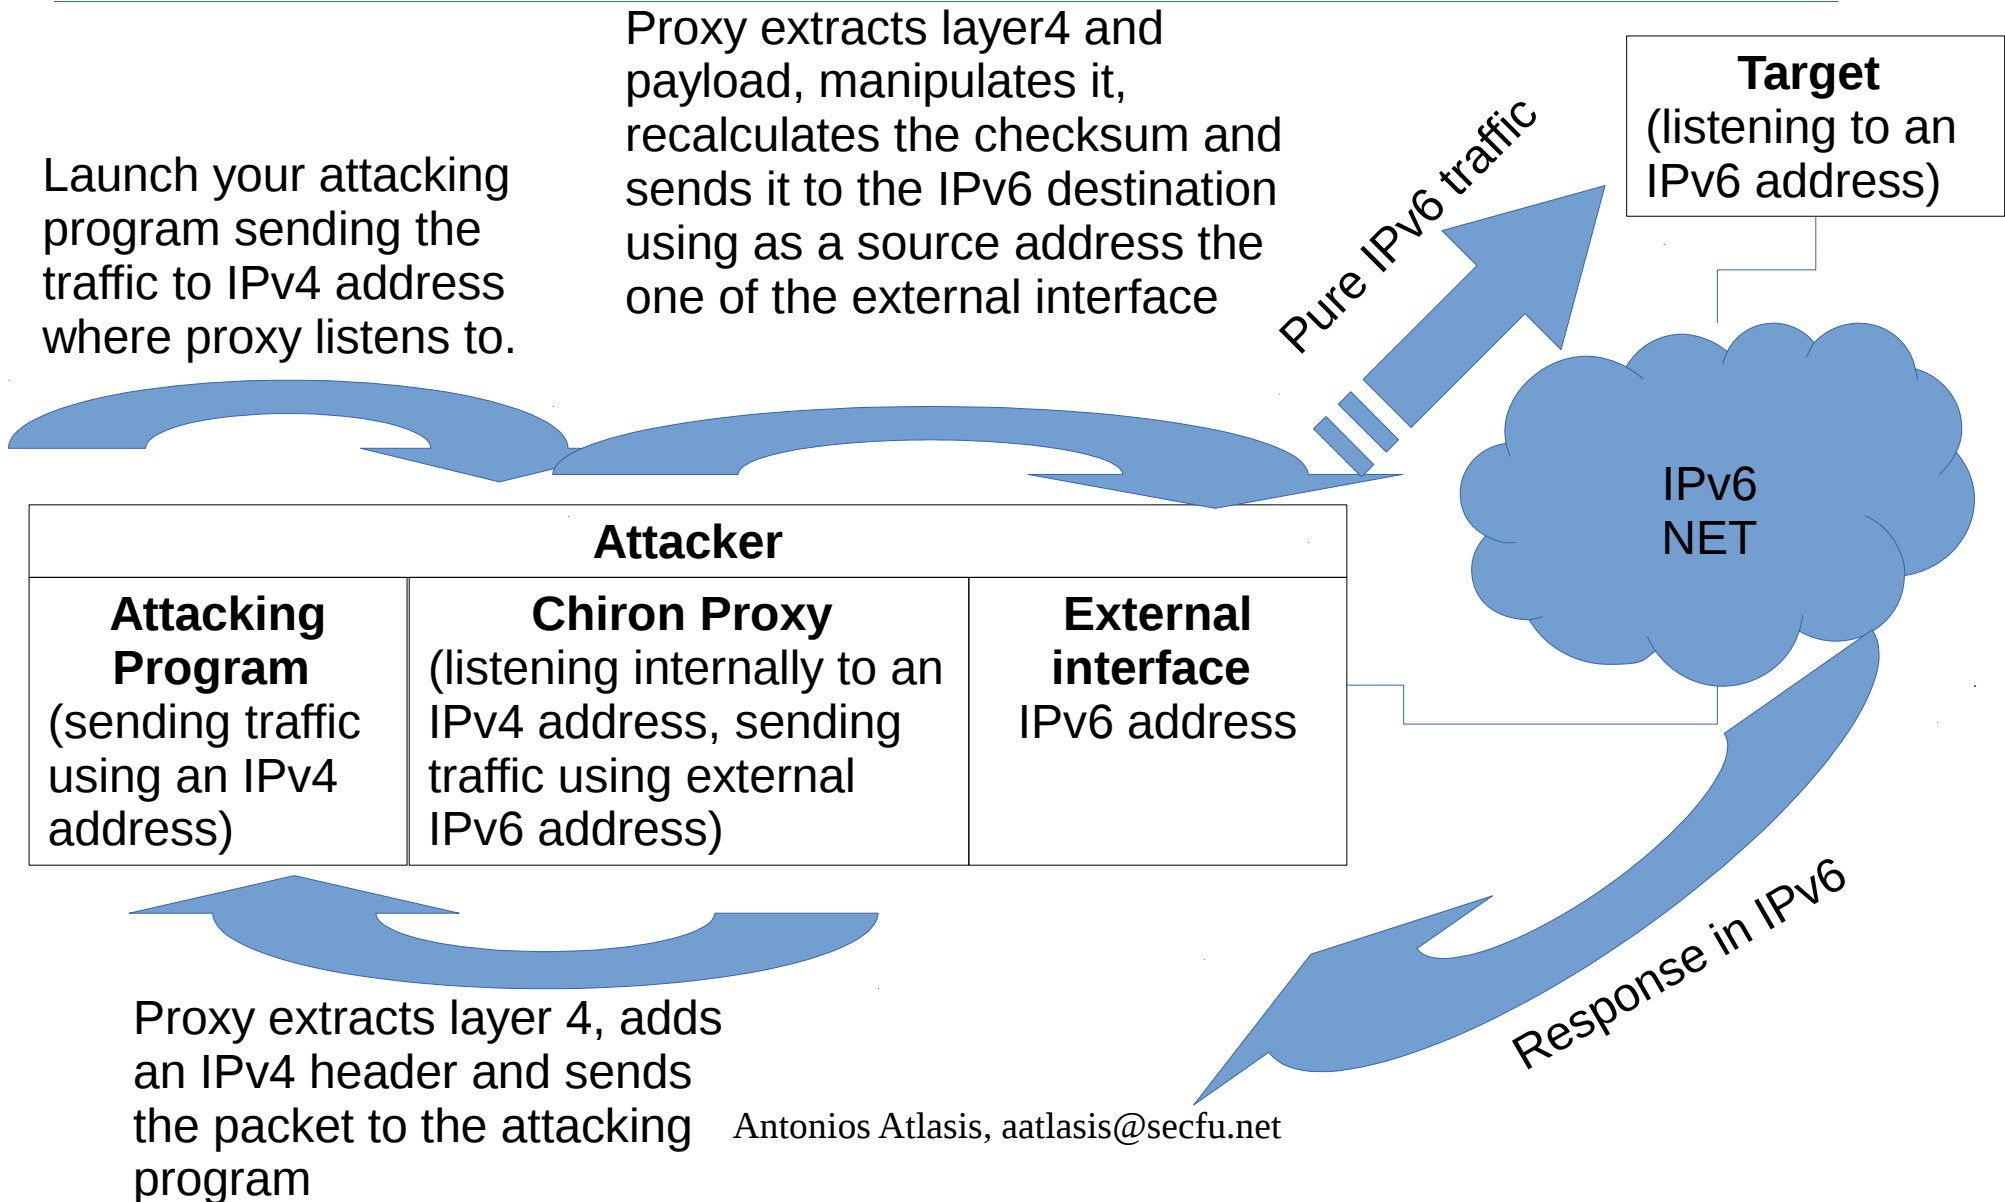 Proxy extracts layer4 and
payload, manipulates it,
recalculates the checksum and
sends it to the IPv6 destination
using as a source address the
one of the external interface
Launch your attacking
program sending the
traffic to IPv4 address
where proxy listens to.
Pure IPv6 traffic
Target
(listening to an
IPv6 address)
IPv6
NET
Attacker
Attacking
Program
(sending traffic
using an IPv4
address)
Chiron Proxy
(listening internally to an
IPv4 address, sending
traffic using external
IPv6 address)
External
interface
IPv6 address
Response in IPv6
Proxy extracts layer 4, adds
an IPv4 header and sends
the packet to the attacking
program
Antonios Atlasis, aatlasis@secfu.net